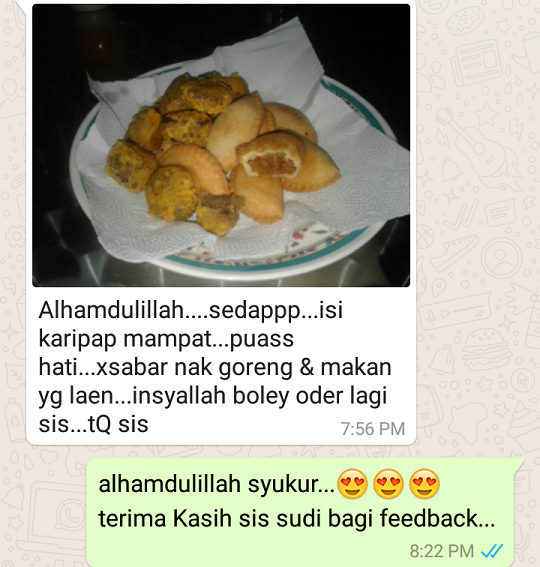 Alhamdulillah....sedappp...isi
karipap mampat...puass
hati...xsabar nak goreng & makan
yg laen...insyallah boley oder lagi
sis...tQ sis
7:56 PM
alhamdulillah syukur...😍😍😍
terima Kasih sis sudi bagi feedback...
8:22 PM